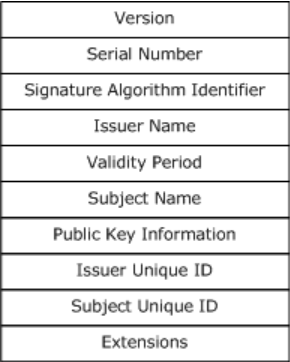 Version
Serial Number
Signature Algorithm Identifier
Issuer Name
Validity Period
Subject Name
Public Key Information
Issuer Unique ID
Subject Unique ID
Extensions